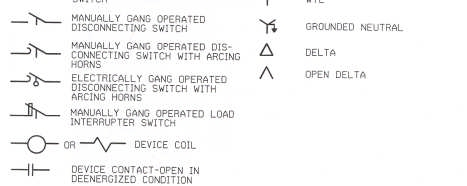 SWITCH
MANUALLY GANG OPERATED
DISCONNECTING SWITCH
MANUALLY GANG OPERATED DIS-
CONNECTING SWITCH WITH ARCING
HORNS
ELECTRICALLY GANG OPERATED
DISCONNECTING SWITCH WITH
ARCING HORNS
MANUALLY GANG OPERATED LOAD
INTERRUPTER SWITCH
OR DEVICE COIL
DEVICE CONTACT-OPEN IN
DEENERGIZED CONDITION
WYE
GROUNDED NEUTRAL
DELTA
OPEN DELTA